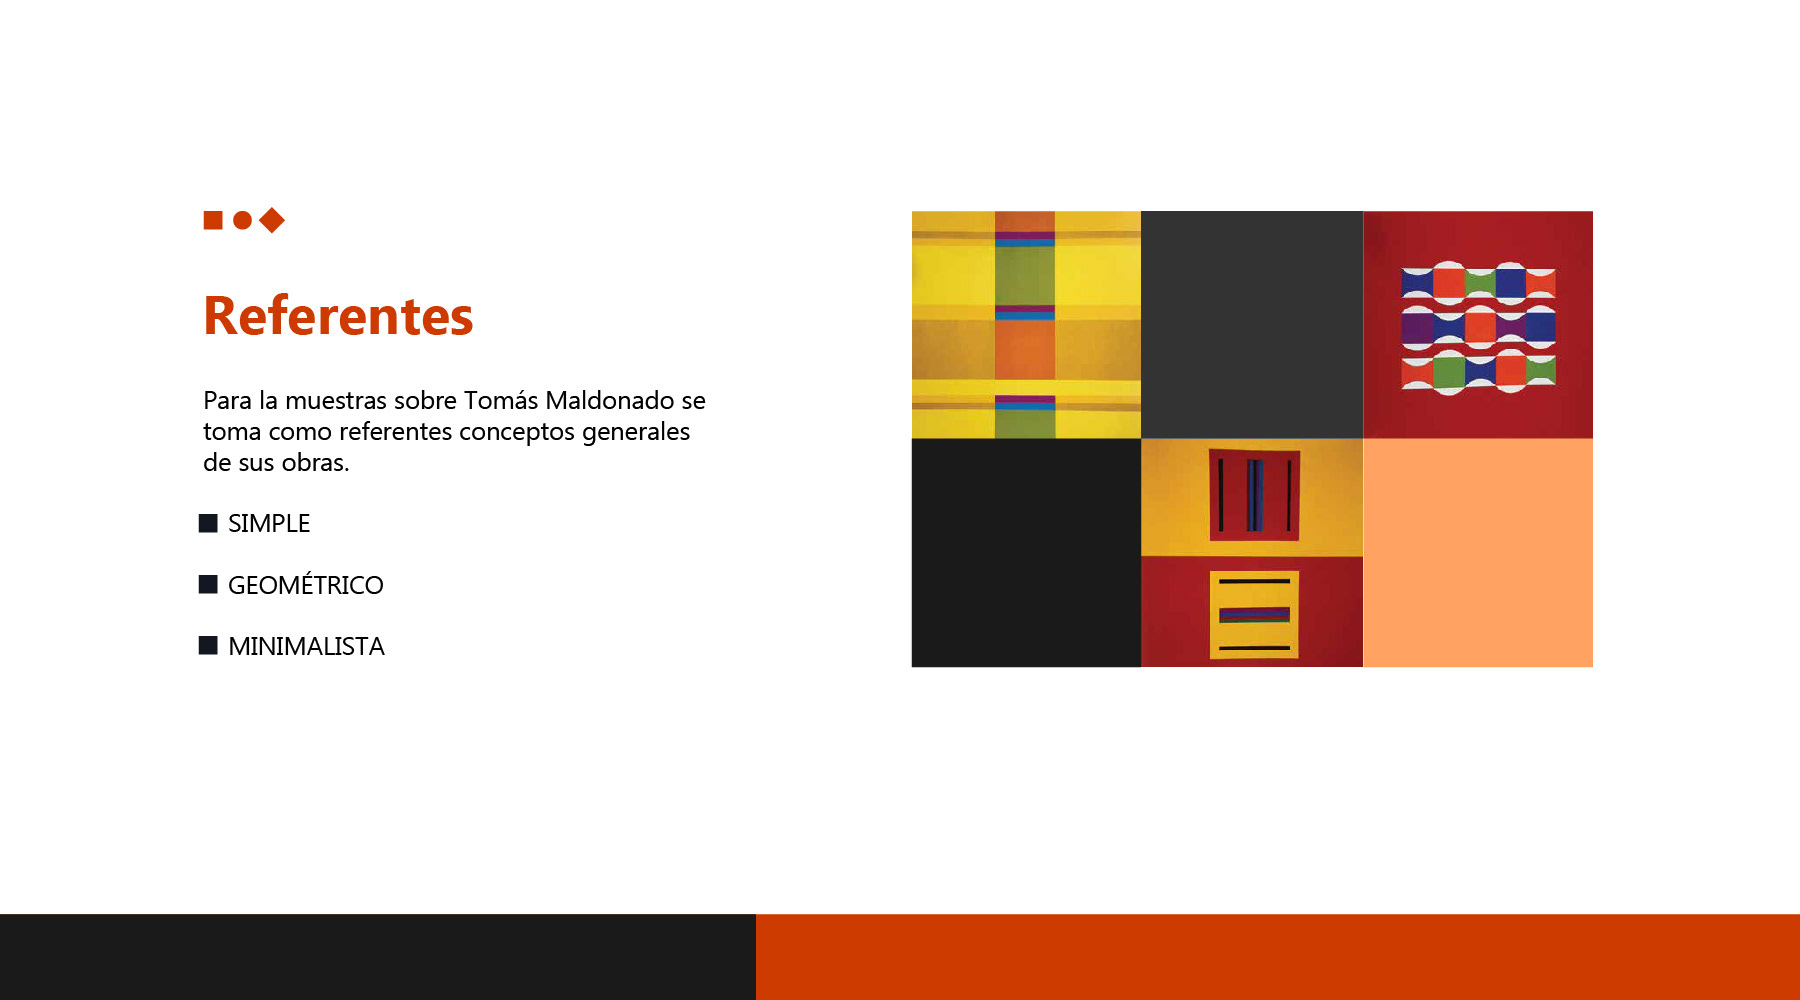 Referentes
Para la muestras sobre Tomás Maldonado se
toma como referentes conceptos generales
de sus obras.
SIMPLE
GEOMÉTRICO
MINIMALISTA